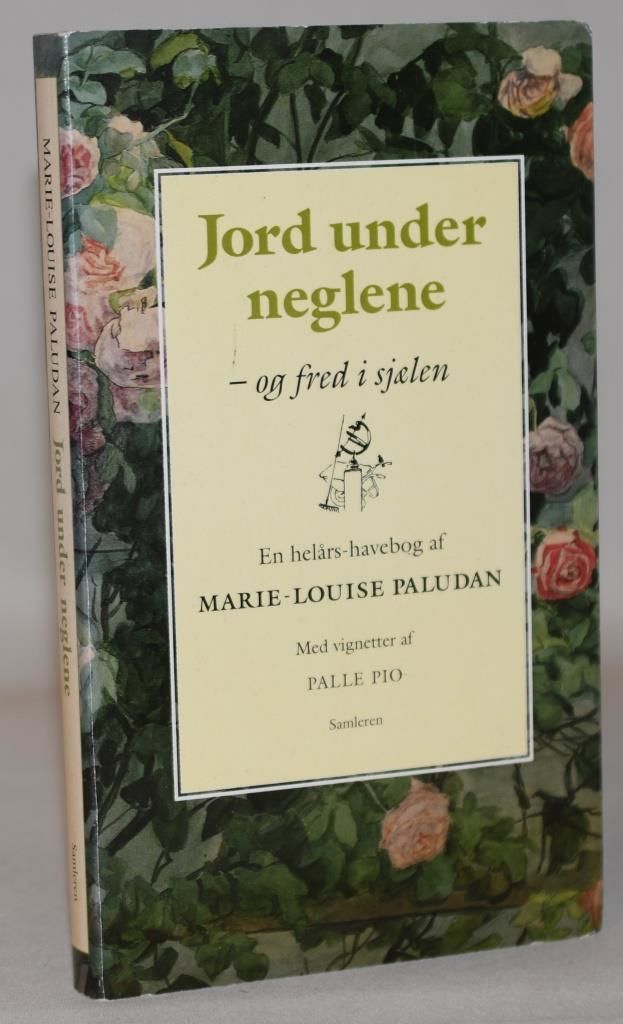 MARIE-LOUISE PALUDAN
Jord under neglene
Samleren
Jord under
neglene
– og fred i sjælen
En helårs-havebog af
MARIE-LOUISE PALUDAN
Med vignetter af
PALLE PIO
Samleren